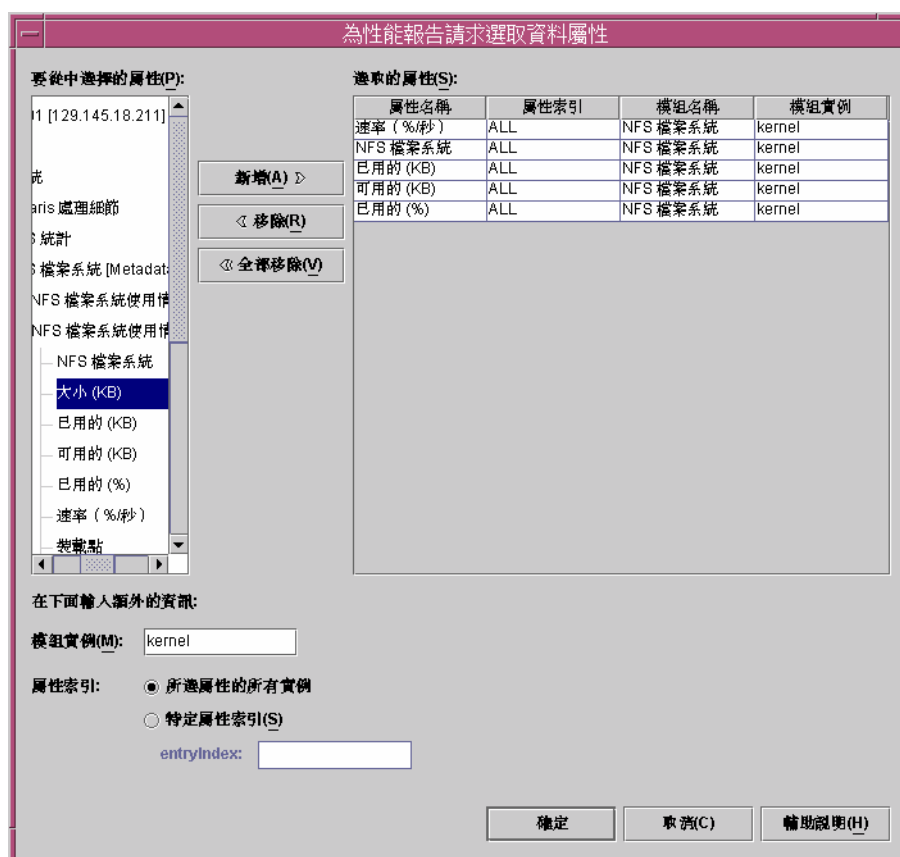 為性能報告請求選取資料屬性
要從中選擇的屬性(P):
選取的屬性(S):
屬性名稱 屬性索引 模組名稱 模組實例
速率 ( %/秒 ) ALL NFS 檔案系統 kernel
NFS 檔案系統 ALL NFS 檔案系統 kernel
已用的 (KB) ALL NFS 檔案系統 kernel
可用的 (KB) ALL NFS 檔案系統 kernel
已用的 (%) ALL NFS 檔案系統 kernel
[129.145.18.211]
統
aris 處理細節
統計
檔案系統 [Metadat
NFS 檔案系統使用情
NFS 檔案系統使用情
NFS 檔案系統
大小 (KB)
已用的 (KB)
可用的 (KB)
已用的 (%)
速率 ( %/秒 )
裝載點
新增(A)
移除(R)
全部移除(V)
在下面輸入額外的資訊:
模組實例(M): kernel
屬性索引: 所選屬性的所有實例
特定屬性索引(S)
entryIndex:
確定 取消(C) 輔助說明(H)